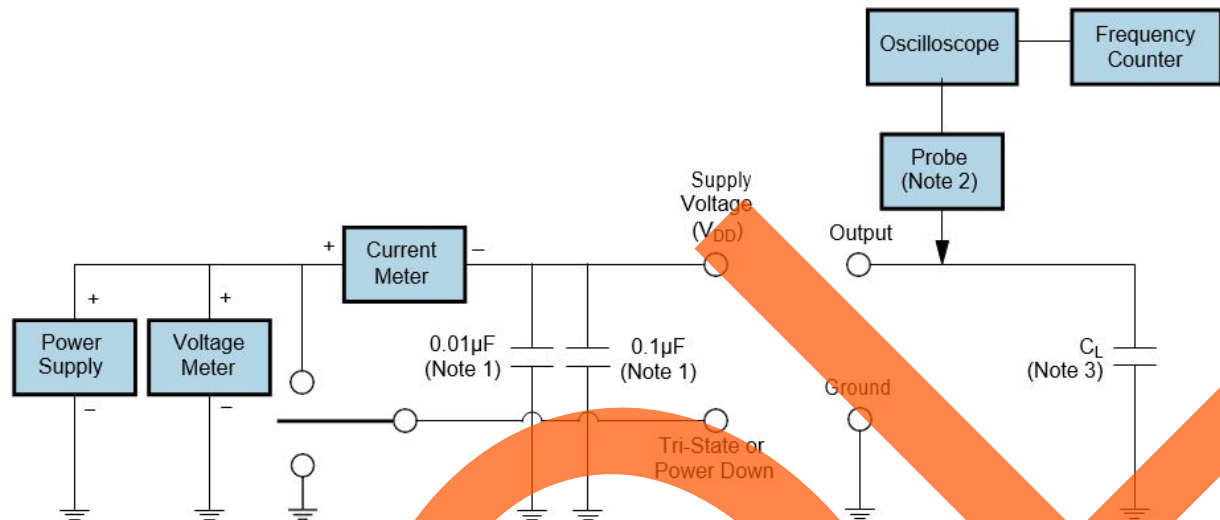 Oscilloscope
Frequency
Counter
Probe
(Note 2)
Supply
Voltage
(VDD)
Output
+
Current
Meter
–
+
Power
Supply
–
+
Voltage
Meter
–
0.01µF
(Note 1)
0.1µF
(Note 1)
CL
(Note 3)
Ground
Tri-State or
Power Down